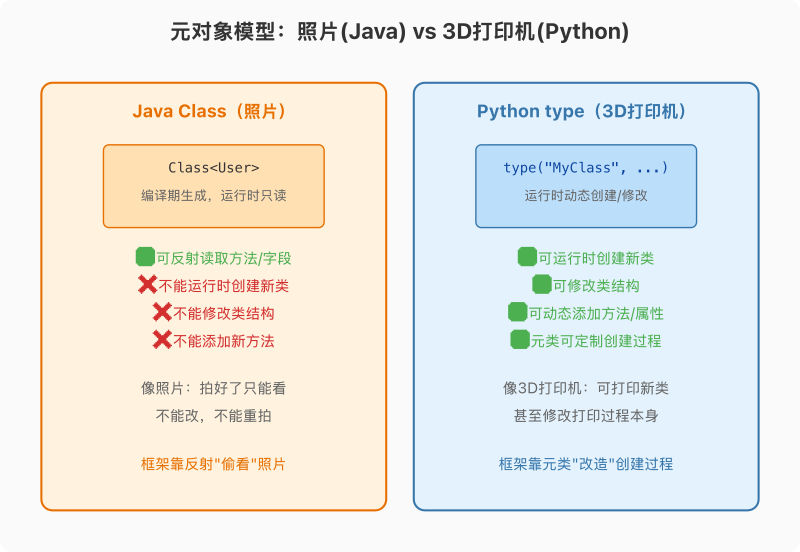 元对象模型：照片(Java) vs 3D打印机(Python)
Java Class（照片）
Class<User>
编译期生成，运行时只读
可反射读取方法/字段
不能运行时创建新类
不能修改类结构
不能添加新方法
像照片：拍好了只能看
不能改，不能重拍
框架靠反射"偷看"照片
Python type（3D打印机）
type("MyClass", ...)
运行时动态创建/修改
可运行时创建新类
可修改类结构
可动态添加方法/属性
元类可定制创建过程
像3D打印机：可打印新类
甚至修改打印过程本身
框架靠元类"改造"创建过程